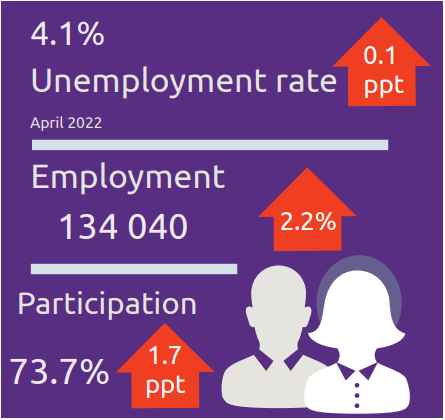 4.1%
Unemployment rate
0.1
ppt
April 2022
Employment
134 040
2.2%
Participation
73.7%
1.7
ppt